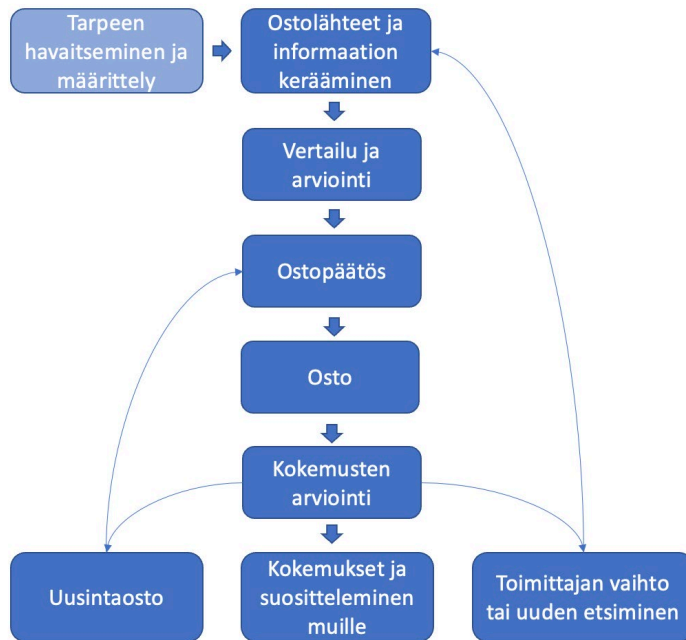 Tarpeen
havaitseminen ja
määrittely
Ostolähteet ja
informaation
kerääminen
Vertailu ja
arviointi
Ostopäätös
Osto
Kokemusten
arviointi
Uusintaosto
Kokemukset ja
suositteleminen
muille
Toimittajan vaihto
tai uuden etsiminen